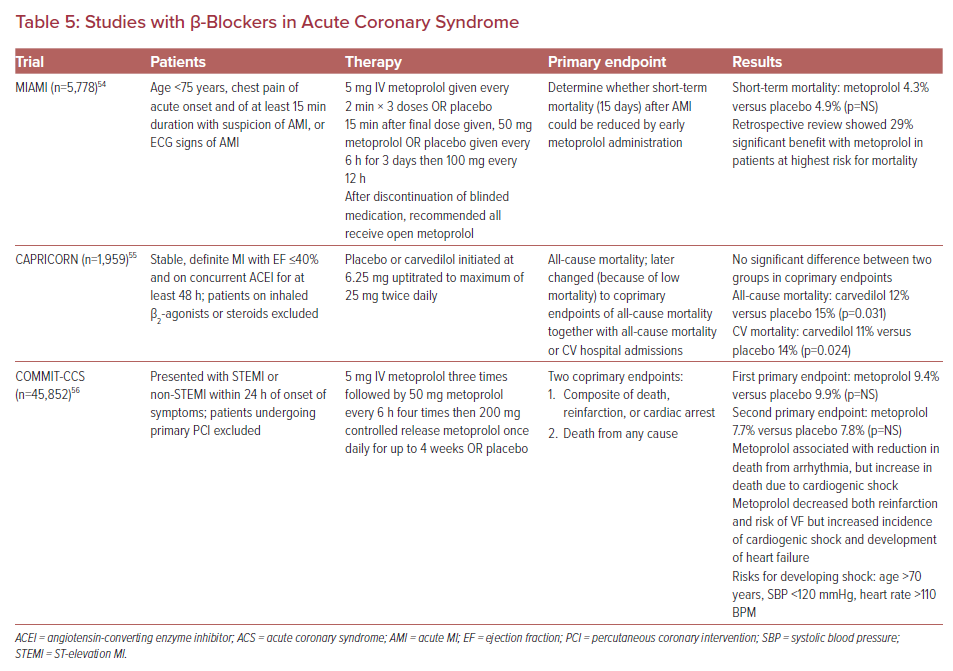 Table 5: Studies with β-Blockers in Acute Coronary Syndrome
Trial
Patients
Therapy
Primary endpoint
Results
MIAMI (n=5,778)54
Age <75 years, chest pain of
acute onset and of at least 15 min
duration with suspicion of AMI, or
ECG signs of AMI
5 mg IV metoprolol given every
2 min × 3 doses OR placebo
15 min after final dose given, 50 mg
metoprolol OR placebo given every
6 h for 3 days then 100 mg every
12 h
After discontinuation of blinded
medication, recommended all
receive open metoprolol
Determine whether short-term
mortality (15 days) after AMI
could be reduced by early
metoprolol administration
Short-term mortality: metoprolol 4.3%
versus placebo 4.9% (p=NS)
Retrospective review showed 29%
significant benefit with metoprolol in
patients at highest risk for mortality
CAPRICORN (n=1,959)55
Stable, definite MI with EF ≤40%
and on concurrent ACEI for at
least 48 h; patients on inhaled
β2-agonists or steroids excluded
Placebo or carvedilol initiated at
6.25 mg uptitrated to maximum of
25 mg twice daily
All-cause mortality; later
changed (because of low
mortality) to coprimary
endpoints of all-cause mortality
together with all-cause mortality
or CV hospital admissions
No significant difference between two
groups in coprimary endpoints
All-cause mortality: carvedilol 12%
versus placebo 15% (p=0.031)
CV mortality: carvedilol 11% versus
placebo 14% (p=0.024)
COMMIT-CCS
(n=45,852)56
Presented with STEMI or
non-STEMI within 24 h of onset of
symptoms; patients undergoing
primary PCI excluded
5 mg IV metoprolol three times
followed by 50 mg metoprolol
every 6 h four times then 200 mg
controlled release metoprolol once
daily for up to 4 weeks OR placebo
Two coprimary endpoints:
1. Composite of death,
reinfarction, or cardiac arrest
2. Death from any cause
First primary endpoint: metoprolol 9.4%
versus placebo 9.9% (p=NS)
Second primary endpoint: metoprolol
7.7% versus placebo 7.8% (p=NS)
Metoprolol associated with reduction in
death from arrhythmia, but increase in
death due to cardiogenic shock
Metoprolol decreased both reinfarction
and risk of VF but increased incidence
of cardiogenic shock and development
of heart failure
Risks for developing shock: age >70
years, SBP <120 mmHg, heart rate >110
BPM
ACEI = angiotensin-converting enzyme inhibitor; ACS = acute coronary syndrome; AMI = acute MI; EF = ejection fraction; PCI = percutaneous coronary intervention; SBP = systolic blood pressure;
STEMI = ST-elevation MI.